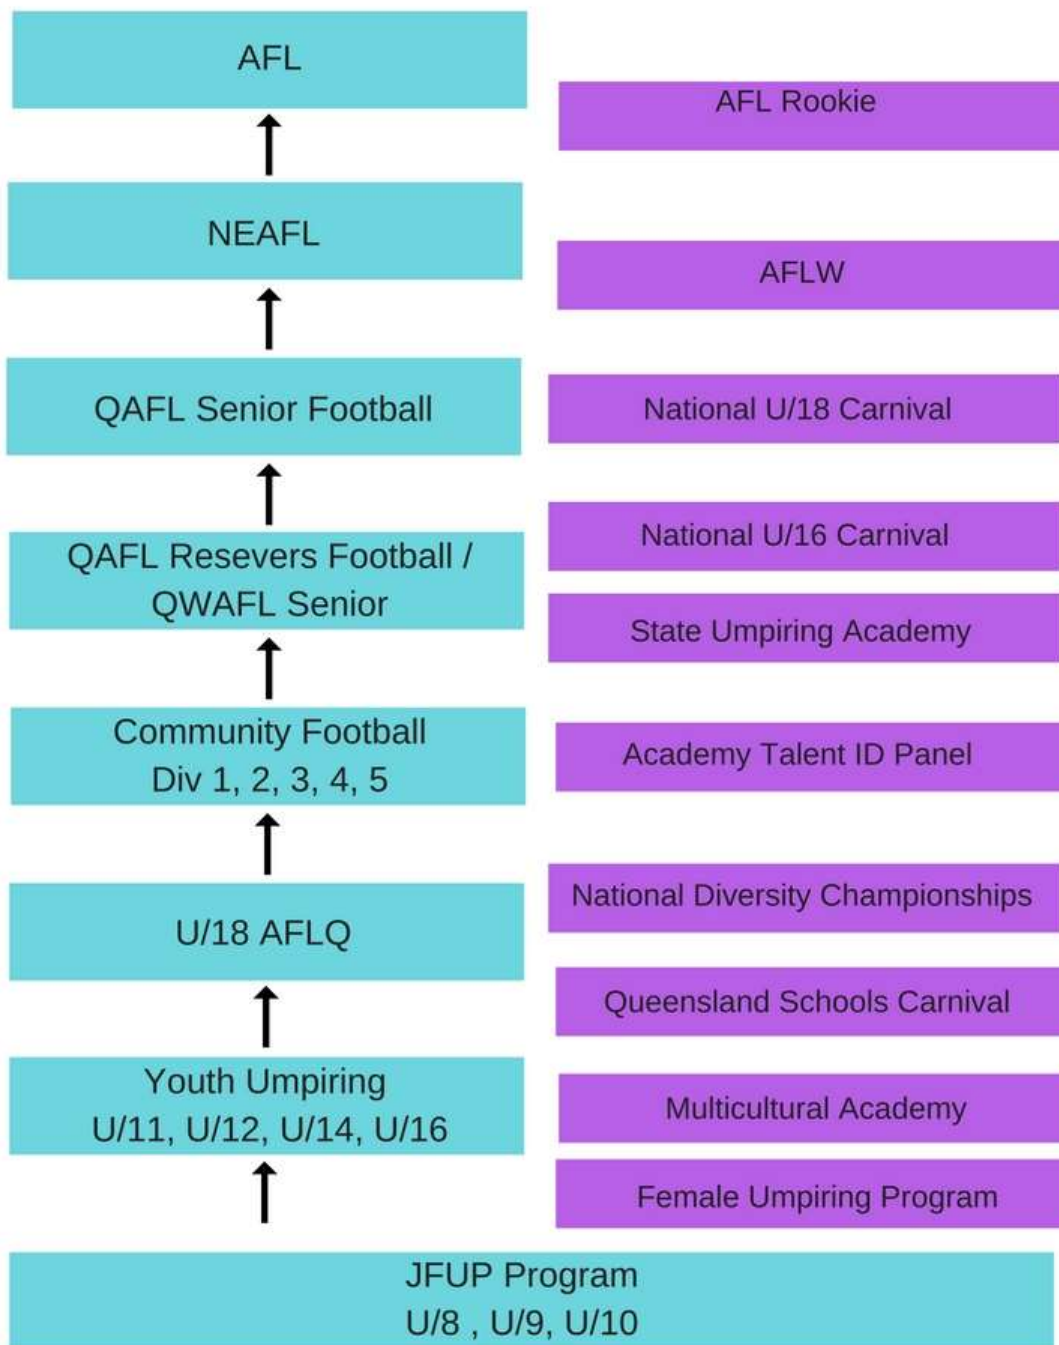 AFL
AFL Rookie
NEAFL
AFLW
QAFL Senior Football
National U/18 Carnival
QAFL Resevers Football /
QWAFL Senior
National U/16 Carnival
State Umpiring Academy
Community Football
Div 1, 2, 3, 4, 5
Academy Talent ID Panel
U/18 AFLQ
National Diversity Championships
Queensland Schools Carnival
Youth Umpiring
U/11, U/12, U/14, U/16
Multicultural Academy
Female Umpiring Program
JFUP Program
U/8 , U/9, U/10